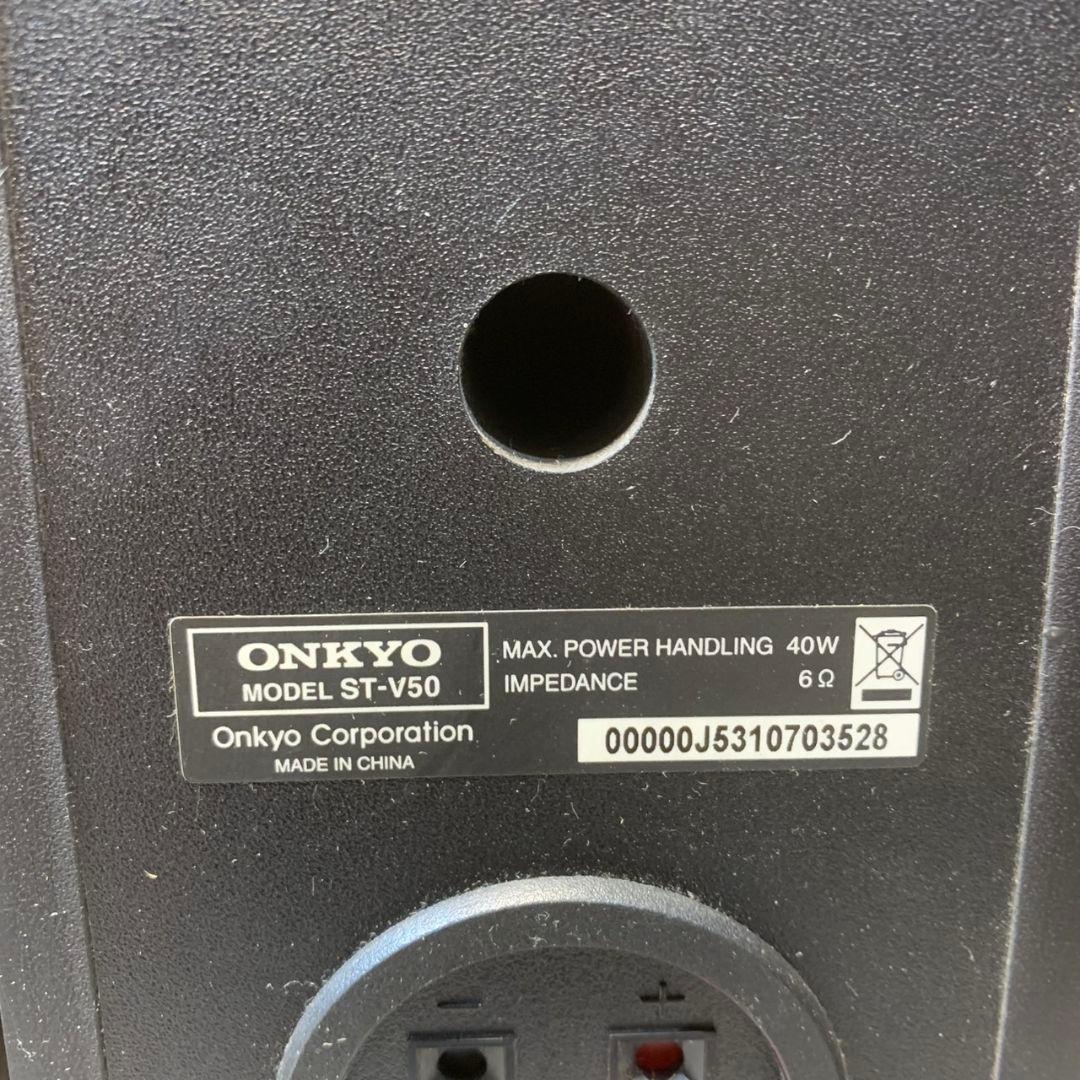 ONKYO
MODEL ST-V50
Onkyo Corporation
MADE IN CHINA
MAX. POWER HANDLING 40W
IMPEDANCE 6 Ω
00000J5310703528
− +